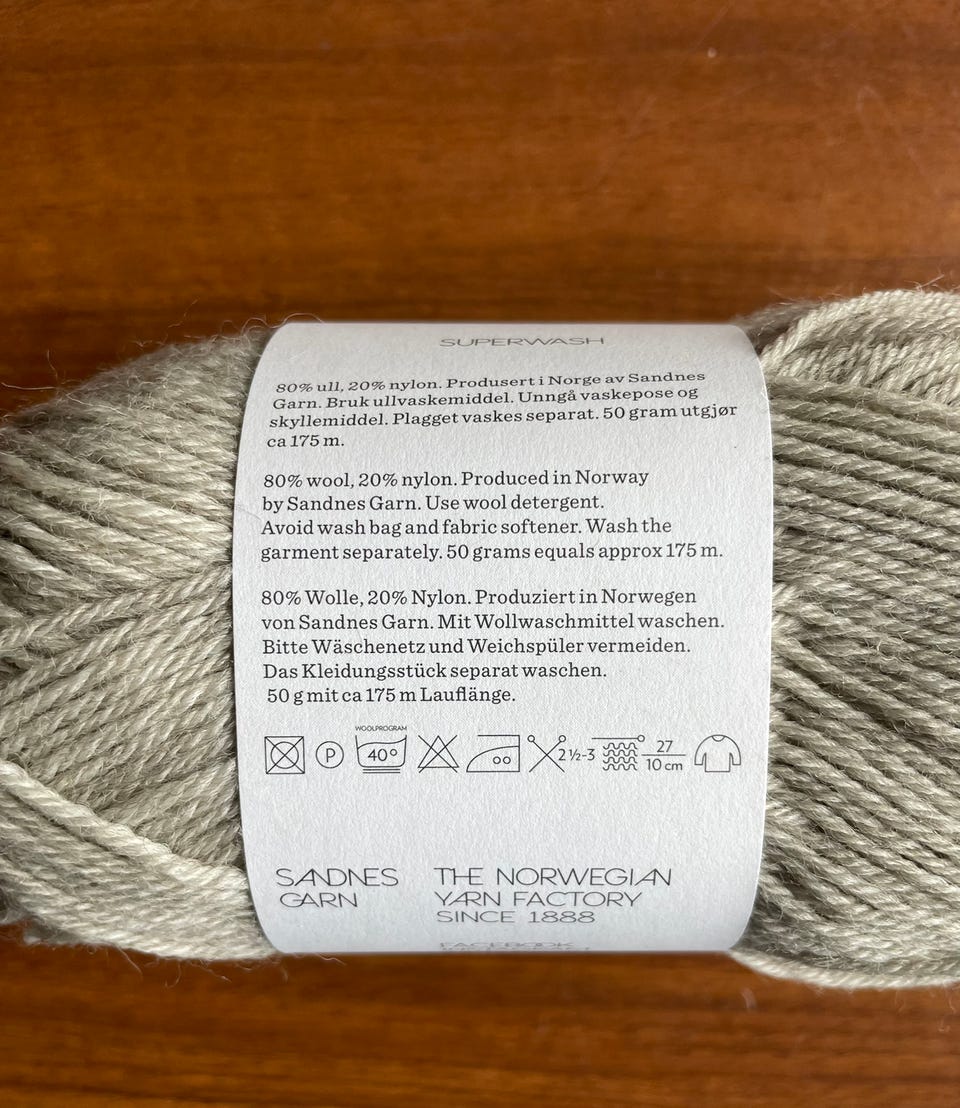 SUPERWASH
80% ull, 20% nylon. Produsert i Norge av Sandnes
Garn. Bruk ullvaskemiddel. Unngå vaskepose og
skyllemiddel. Plagget vaskes separat. 50 gram utgjør
ca 175 m.
80% wool, 20% nylon. Produced in Norway
by Sandnes Garn. Use wool detergent.
Avoid wash bag and fabric softener. Wash the
garment separately. 50 grams equals approx 175 m.
80% Wolle, 20% Nylon. Produziert in Norwegen
von Sandnes Garn. Mit Wollwaschmittel waschen.
Bitte Wäschenetz und Weichspüler vermeiden.
Das Kleidungsstück separat waschen.
50 g mit ca 175 m Lauflänge.
WOOLPROGRAM
P 40° 2½-3 27
10 cm
SANDNES
GARN
THE NORWEGIAN
YARN FACTORY
SINCE 1888
FACEBOOK